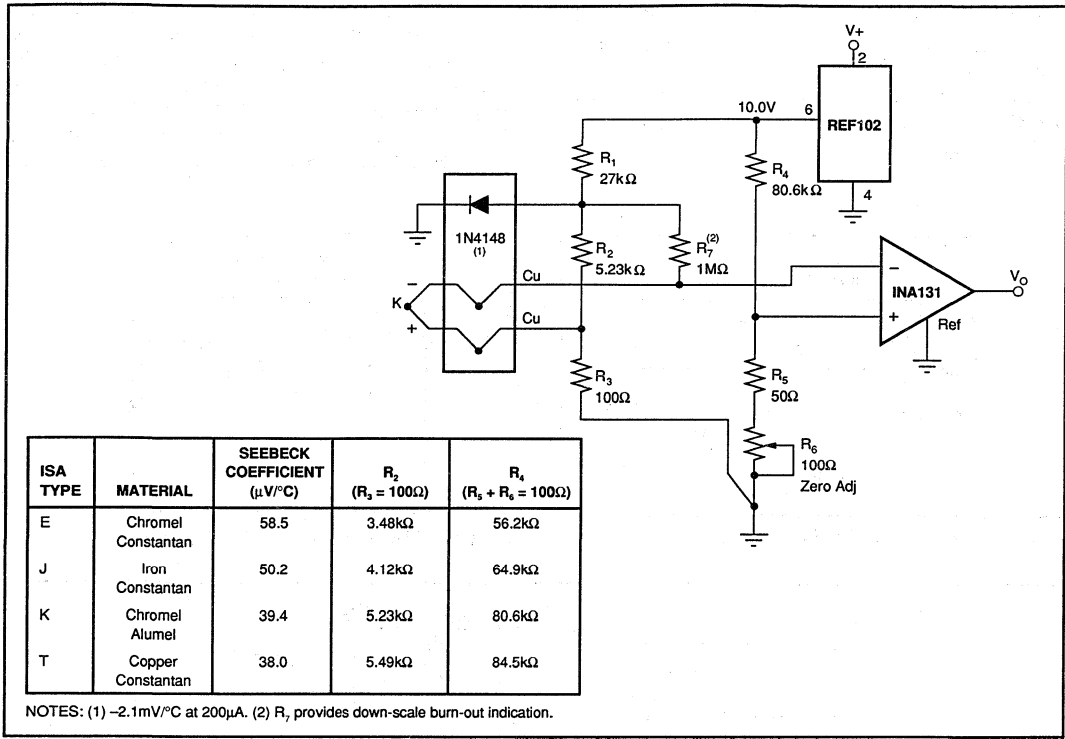 V+
2
10.0V
6
REF102
R1
27kΩ
R4
80.6kΩ
4
1N4148
(1)
R2
5.23kΩ
R7(2)
1MΩ
Cu
−
K
+
Cu
−
INA131
VO
+
Ref
R3
100Ω
R5
50Ω
R6
100Ω
Zero Adj
ISA TYPE MATERIAL SEEBECK COEFFICIENT (µV/°C) R2 (R3 = 100Ω) R4 (R5 + R6 = 100Ω)
E Chromel Constantan 58.5 3.48kΩ 56.2kΩ
J Iron Constantan 50.2 4.12kΩ 64.9kΩ
K Chromel Alumel 39.4 5.23kΩ 80.6kΩ
T Copper Constantan 38.0 5.49kΩ 84.5kΩ
NOTES: (1) –2.1mV/°C at 200µA. (2) R7 provides down-scale burn-out indication.